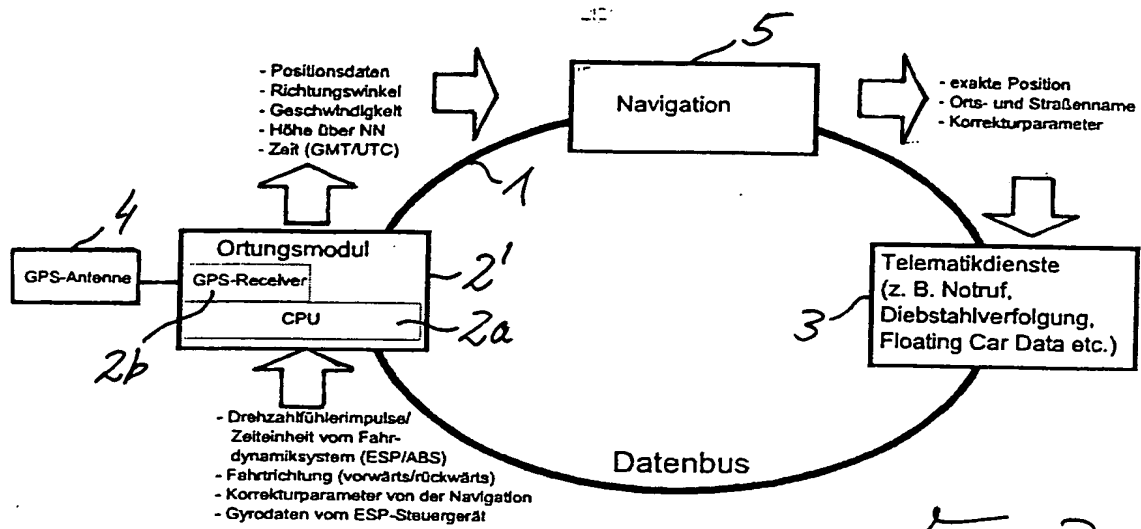 5
- Positionsdaten
- Richtungswinkel
- Geschwindigkeit
- Höhe über NN
- Zeit (GMT/UTC)
Navigation
- exakte Position
- Orts- und Straßenname
- Korrekturparameter
1
4
GPS-Antenne
Ortungsmodul
GPS-Receiver
CPU
2'
2a
2b
Telematikdienste
(z. B. Notruf,
Diebstahlverfolgung,
Floating Car Data etc.)
3
- Drehzahlfühlerimpulse/
Zeiteinheit vom Fahr-
dynamiksystem (ESP/ABS)
- Fahrtrichtung (vorwärts/rückwärts)
- Korrekturparameter von der Navigation
- Gyrodaten vom ESP-Steuergerät
Datenbus